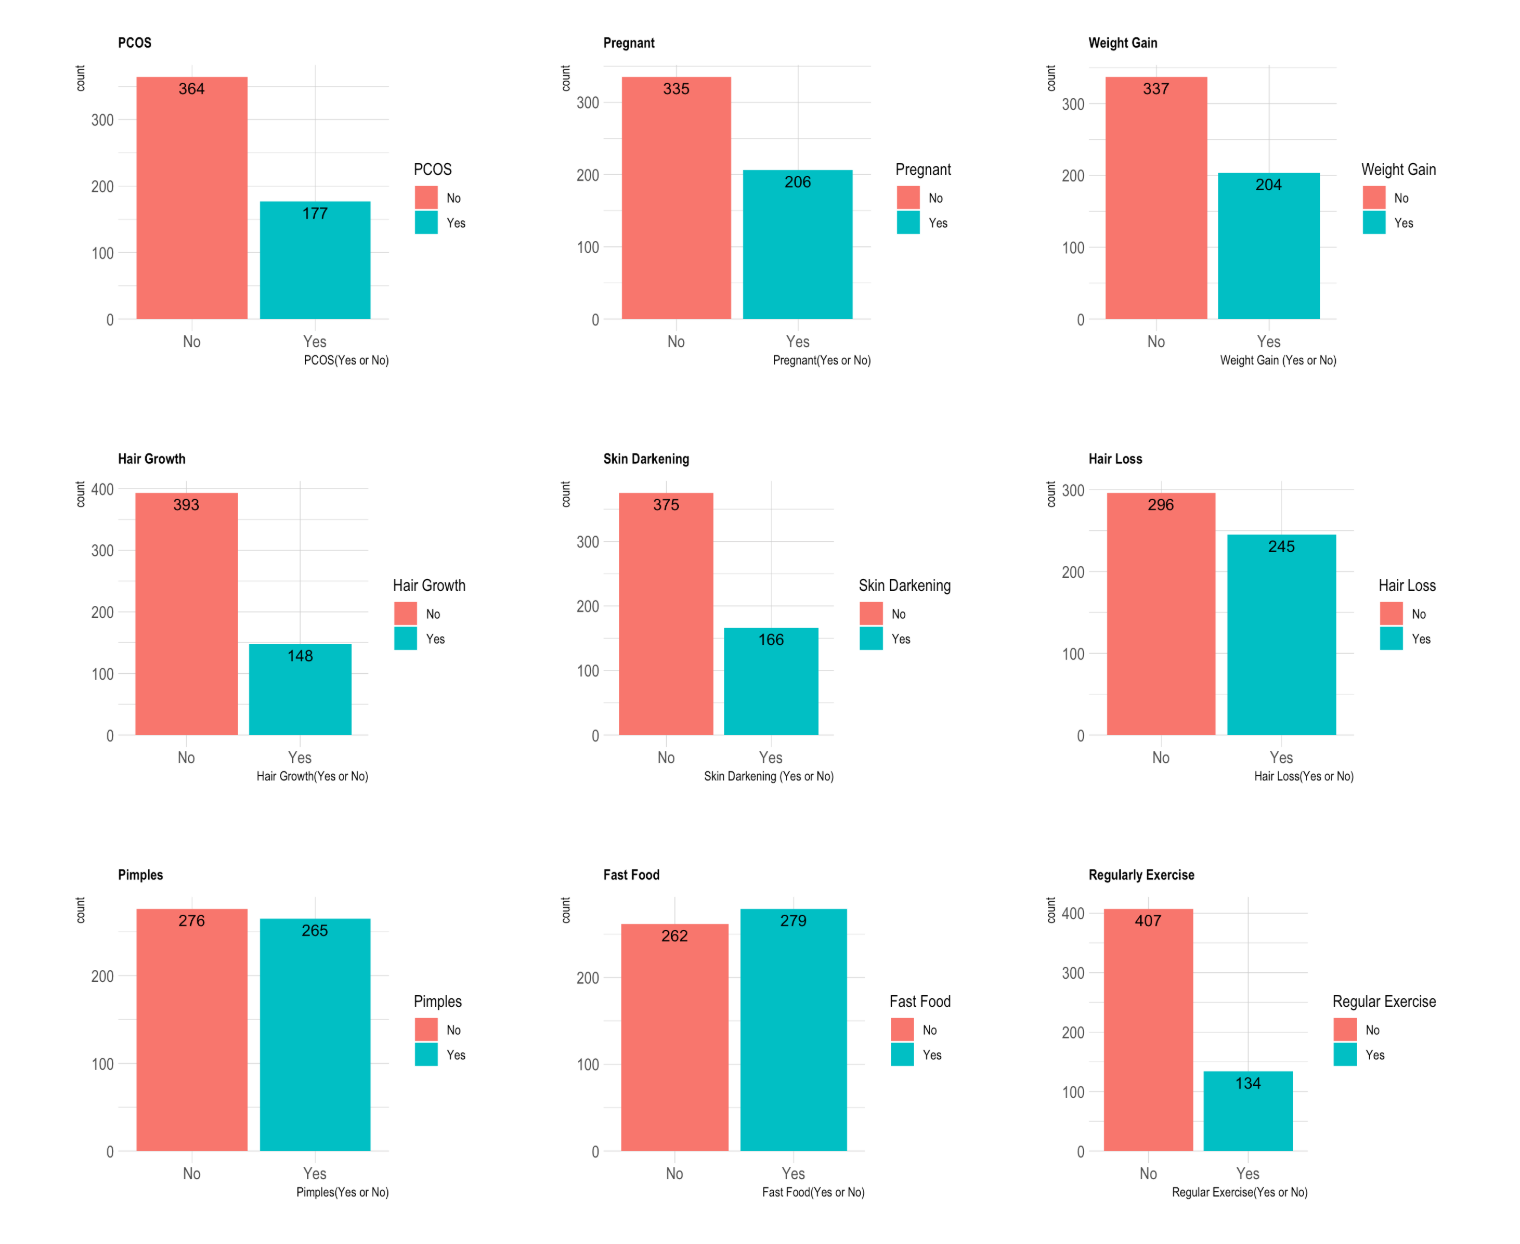 PCOS
count
364
177
300
200
100
0
No
Yes
PCOS(Yes or No)
PCOS
No
Yes
Pregnant
count
335
206
300
200
100
0
No
Yes
Pregnant(Yes or No)
Pregnant
No
Yes
Weight Gain
count
337
204
300
200
100
0
No
Yes
Weight Gain (Yes or No)
Weight Gain
No
Yes
Hair Growth
count
393
148
400
300
200
100
0
No
Yes
Hair Growth(Yes or No)
Hair Growth
No
Yes
Skin Darkening
count
375
166
300
200
100
0
No
Yes
Skin Darkening (Yes or No)
Skin Darkening
No
Yes
Hair Loss
count
296
245
300
200
100
0
No
Yes
Hair Loss(Yes or No)
Hair Loss
No
Yes
Pimples
count
276
265
200
100
0
No
Yes
Pimples(Yes or No)
Pimples
No
Yes
Fast Food
count
262
279
200
100
0
No
Yes
Fast Food(Yes or No)
Fast Food
No
Yes
Regularly Exercise
count
407
134
400
300
200
100
0
No
Yes
Regular Exercise(Yes or No)
Regular Exercise
No
Yes